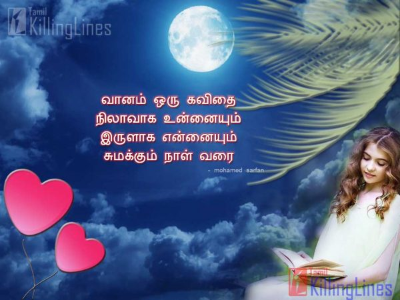 Tamil
KillingLines
வானம் ஒரு கவிதை
நிலாவாக உன்னையும்
இருளாக என்னையும்
சுமக்கும் நாள் வரை
- mohamed sarfan
Tamil
KillingLines